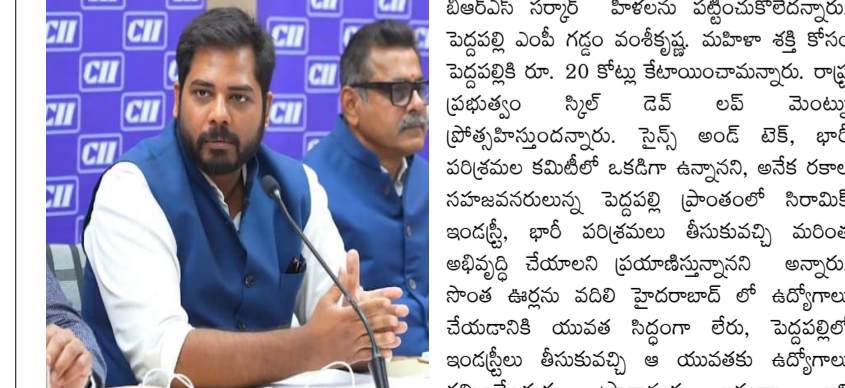 CII
CII
CII
CII
CII
CII
CII
CII
CII
CII
బీఆర్ఎస్ సర్కార్ హిళలను పట్టించుకోలేదన్నారు.
పెద్దపల్లి ఎంపీ గడ్డం వంశీకృష్ణ. మహిళా శక్తి కోసం
పెద్దపల్లికి రూ. 20 కోట్లు కేటాయించామన్నారు. రాష్ట్ర
ప్రభుత్వం స్కిల్ డెవ్ లప్ మెంట్ను
ప్రోత్సహిస్తుందన్నారు. సైన్స్ అండ్ టెక్, భారీ
పరిశ్రమల కమిటీలో ఒకడిగా ఉన్నానని, అనేక రకాల
సహజవనరులున్న పెద్దపల్లి ప్రాంతంలో సిరామిక్
ఇండస్ట్రీ, భారీ పరిశ్రమలు తీసుకువచ్చి మరింత
అభివృద్ధి చేయాలని ప్రయాణిస్తున్నానని అన్నారు.
సొంత ఊర్లను వదిలి హైదరాబాద్ లో ఉద్యోగాలు
చేయడానికి యువత సిద్ధంగా లేరు, పెద్దపల్లిలో
ఇండస్ట్రీలు తీసుకువచ్చి ఆ యువతకు ఉద్యోగాలు